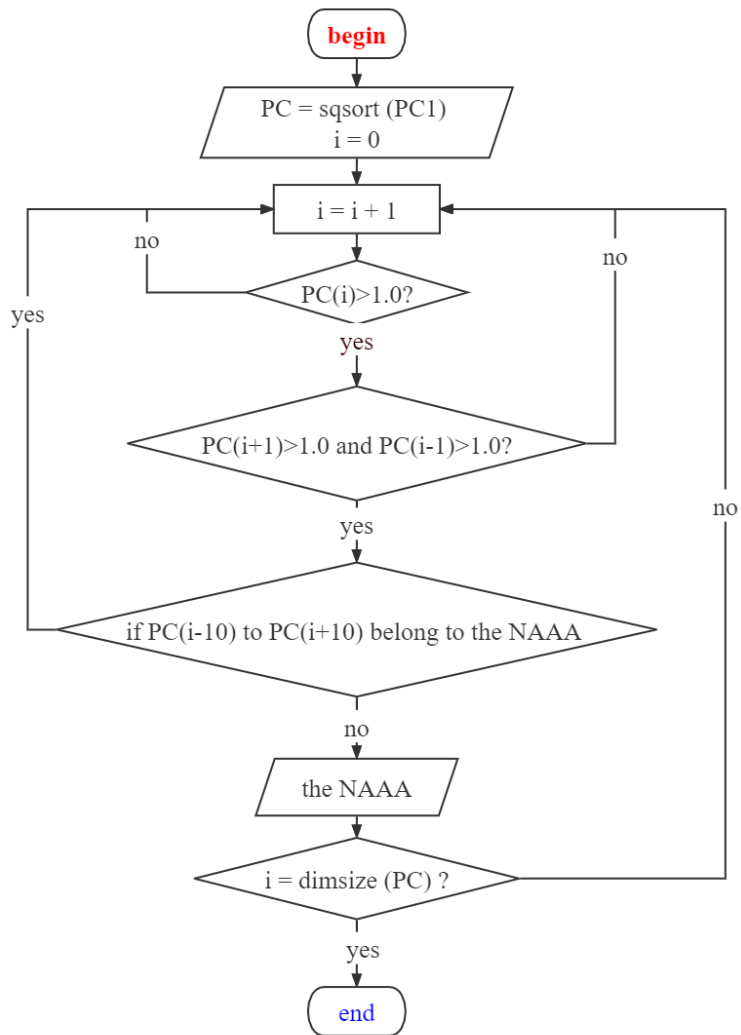 begin
PC = sqsort (PC1)
i = 0
i = i + 1
no
no
PC(i)>1.0?
yes
yes
PC(i+1)>1.0 and PC(i-1)>1.0?
no
yes
if PC(i-10) to PC(i+10) belong to the NAAA
no
the NAAA
i = dimsize (PC) ?
yes
end